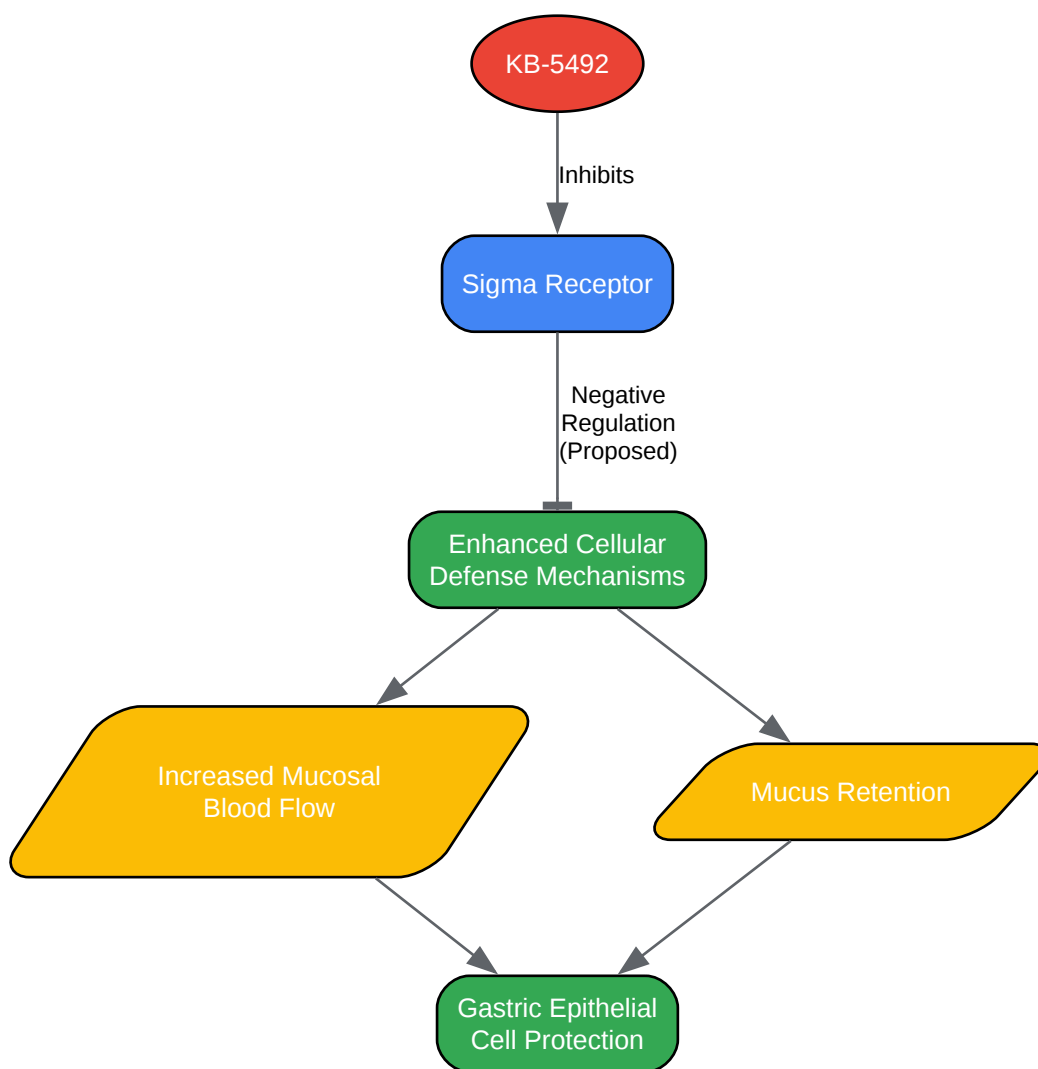 KB-5492
Inhibits
Sigma Receptor
Negative
Regulation
(Proposed)
Enhanced Cellular
Defense Mechanisms
Increased Mucosal
Blood Flow
Mucus Retention
Gastric Epithelial
Cell Protection